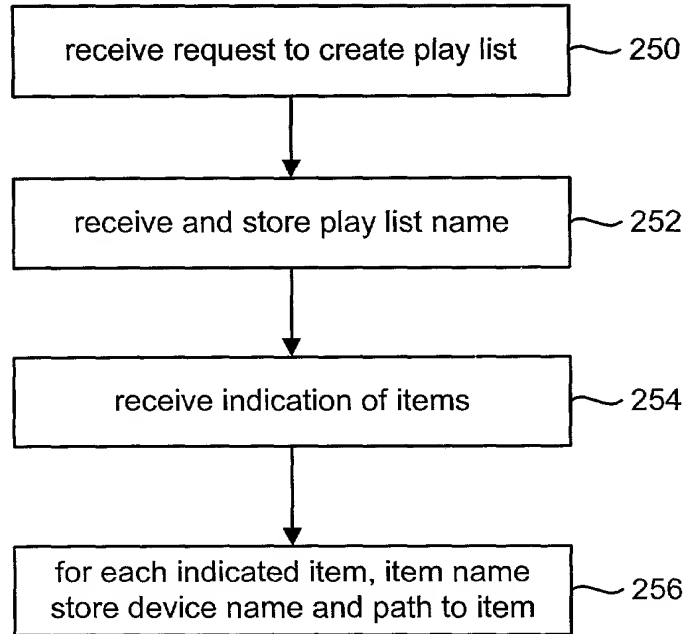 receive request to create play list 250
receive and store play list name 252
receive indication of items 254
for each indicated item, item name
store device name and path to item 256